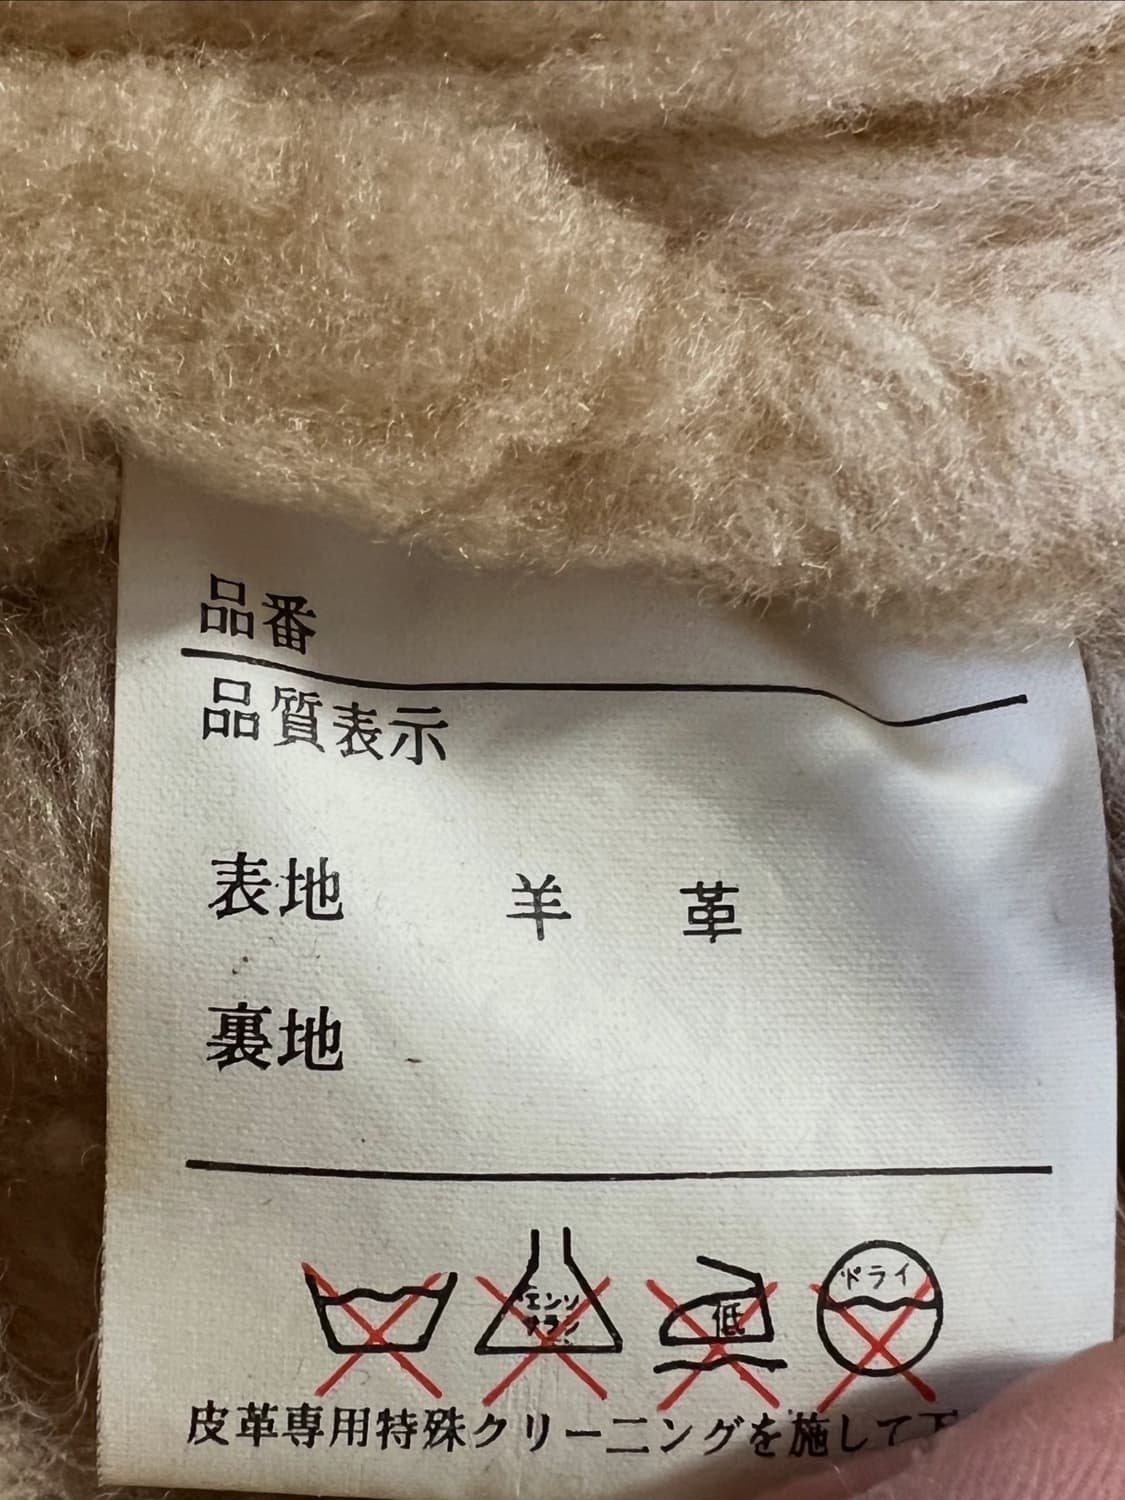 品番
品質表示
表地 羊 革
裏地
エンソ 低 ドライ
サラシ
皮革専用特殊クリーニングを施して下